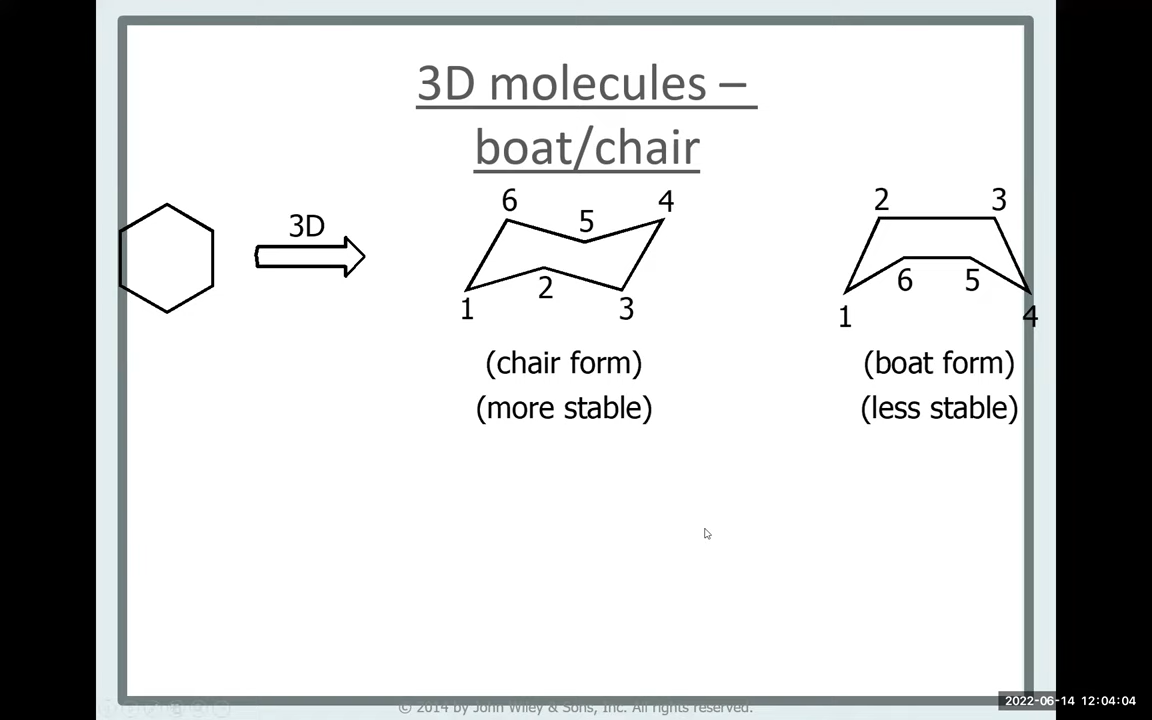 3D molecules –
boat/chair
3D
6
4
5
2
1
3
2
3
6
5
1
4
(chair form)
(more stable)
(boat form)
(less stable)
© 2014 by John Wiley & Sons, Inc. All rights reserved.
2022-06-14 12:04:04